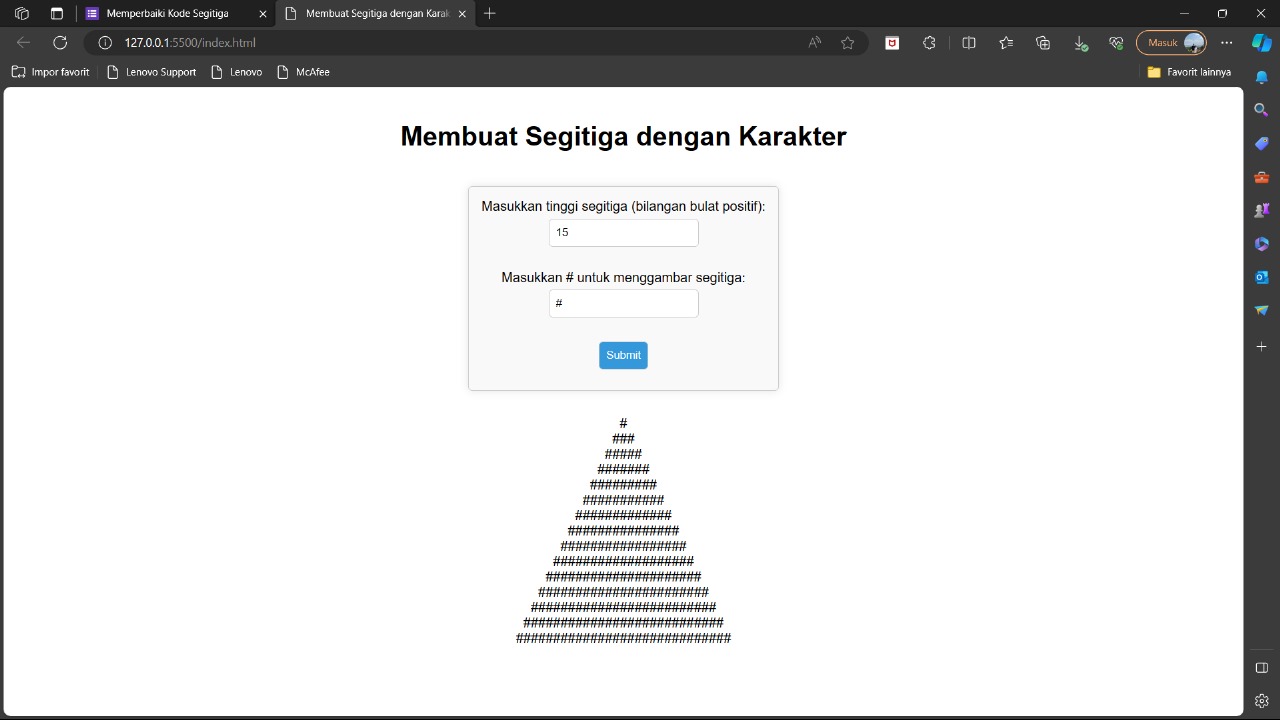 Memperbaiki Kode Segitiga
Membuat Segitiga dengan Karak
127.0.0.1:5500/index.html
Masuk
Impor favorit
Lenovo Support
Lenovo
McAfee
Favorit lainnya
Membuat Segitiga dengan Karakter
Masukkan tinggi segitiga (bilangan bulat positif):
15
Masukkan # untuk menggambar segitiga:
#
Submit
#
###
#####
#######
#########
###########
#############
###############
#################
###################
#####################
#######################
#########################
###########################
#############################